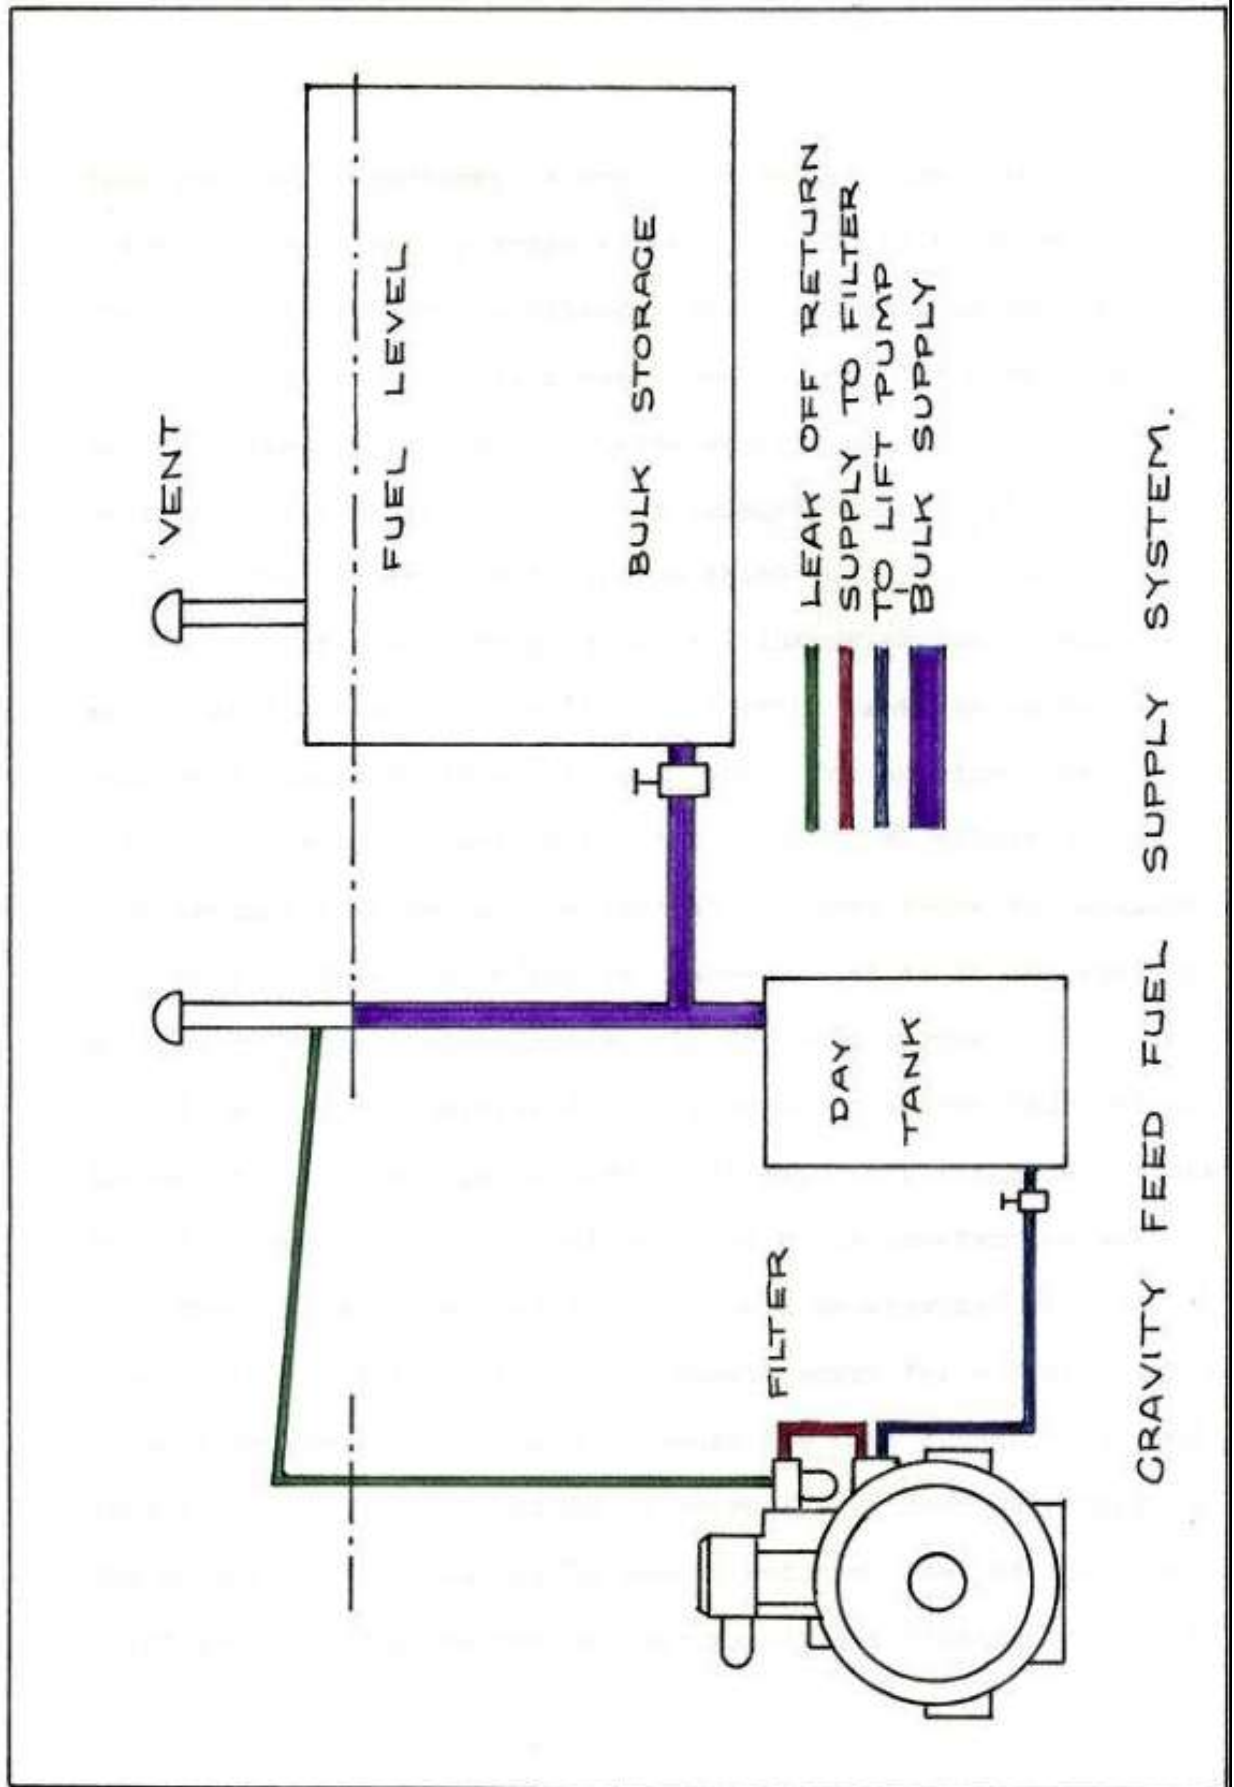 VENT
FUEL LEVEL
BULK STORAGE
DAY
TANK
FILTER
LEAK OFF RETURN
SUPPLY TO FILTER
TO LIFT PUMP
BULK SUPPLY
GRAVITY FEED FUEL SUPPLY SYSTEM.